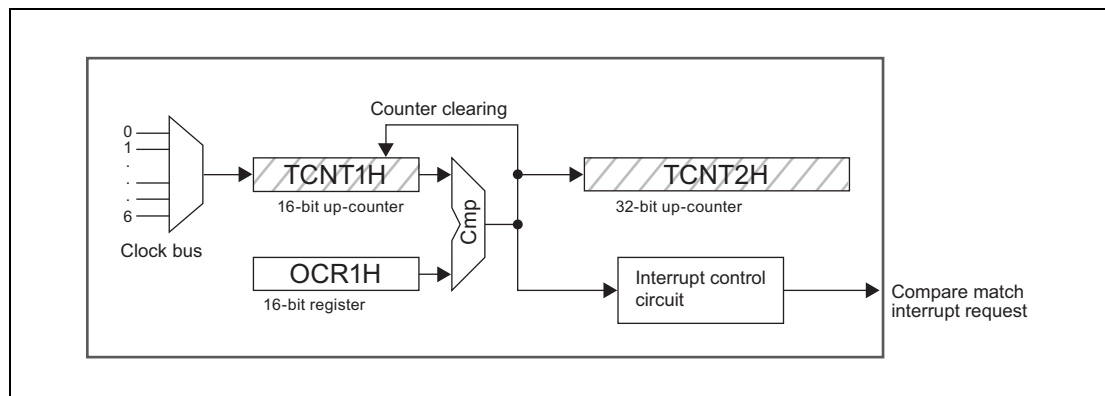 Counter clearing
0
1
.
.
.
6
Clock bus
TCNT1H
16-bit up-counter
OCR1H
16-bit register
Cmp
TCNT2H
32-bit up-counter
Interrupt control
circuit
Compare match
interrupt request